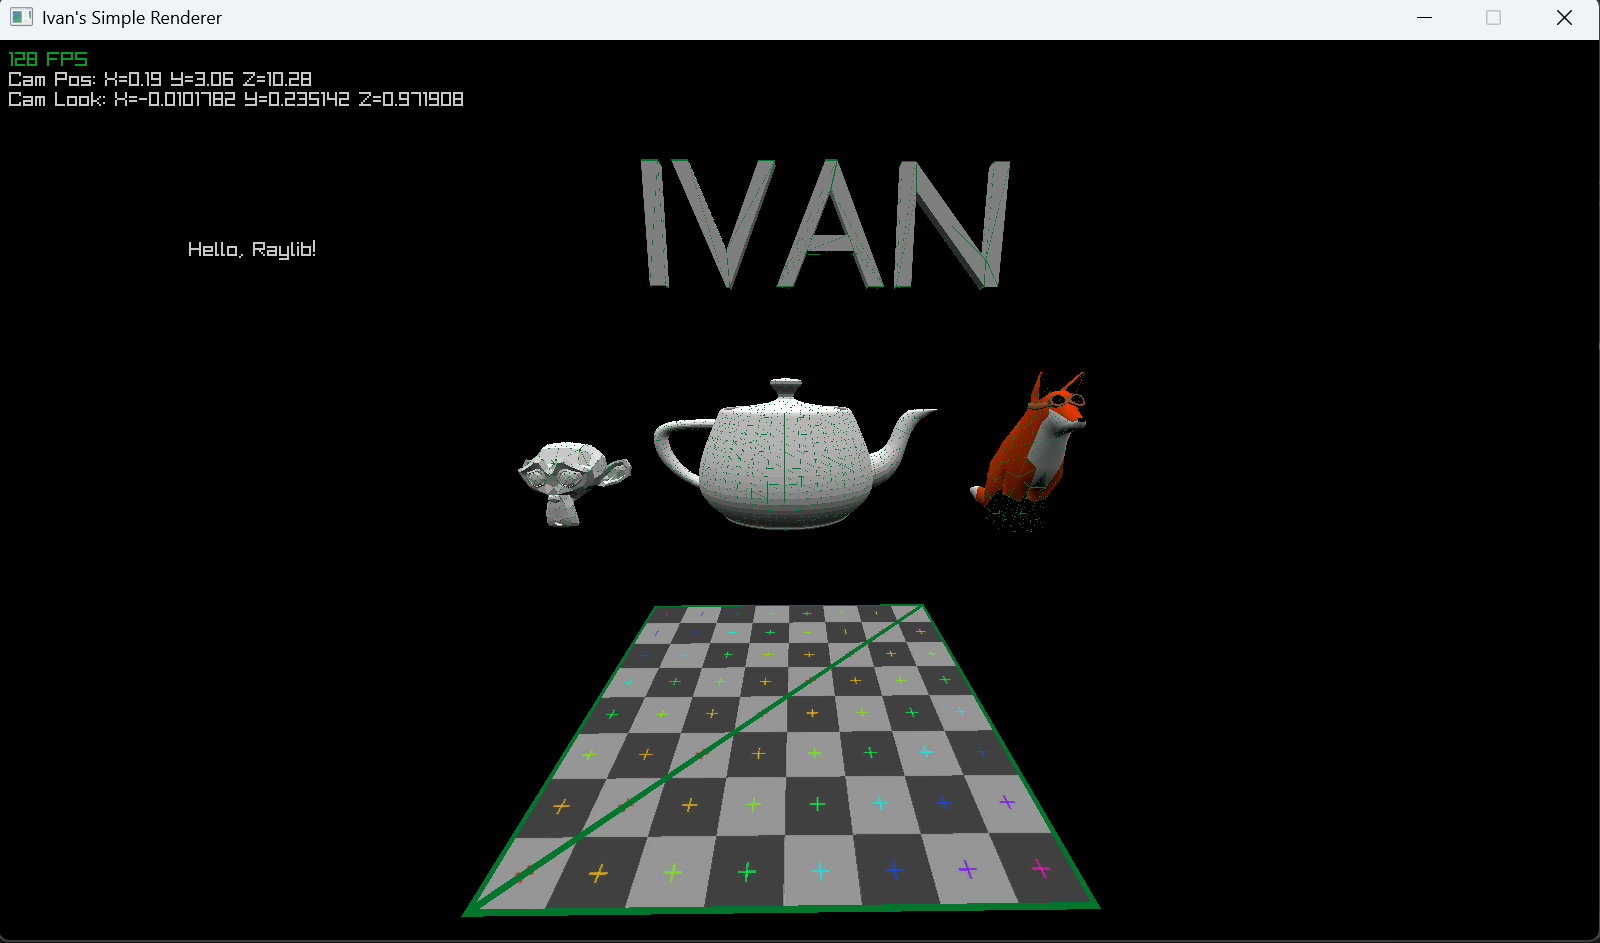 Ivan's Simple Renderer
128 FPS
Cam Pos: X=0.19 Y=3.06 Z=10.28
Cam Look: X=-0.0101782 Y=0.235142 Z=0.971908
IVAN
Hello, Raylib!